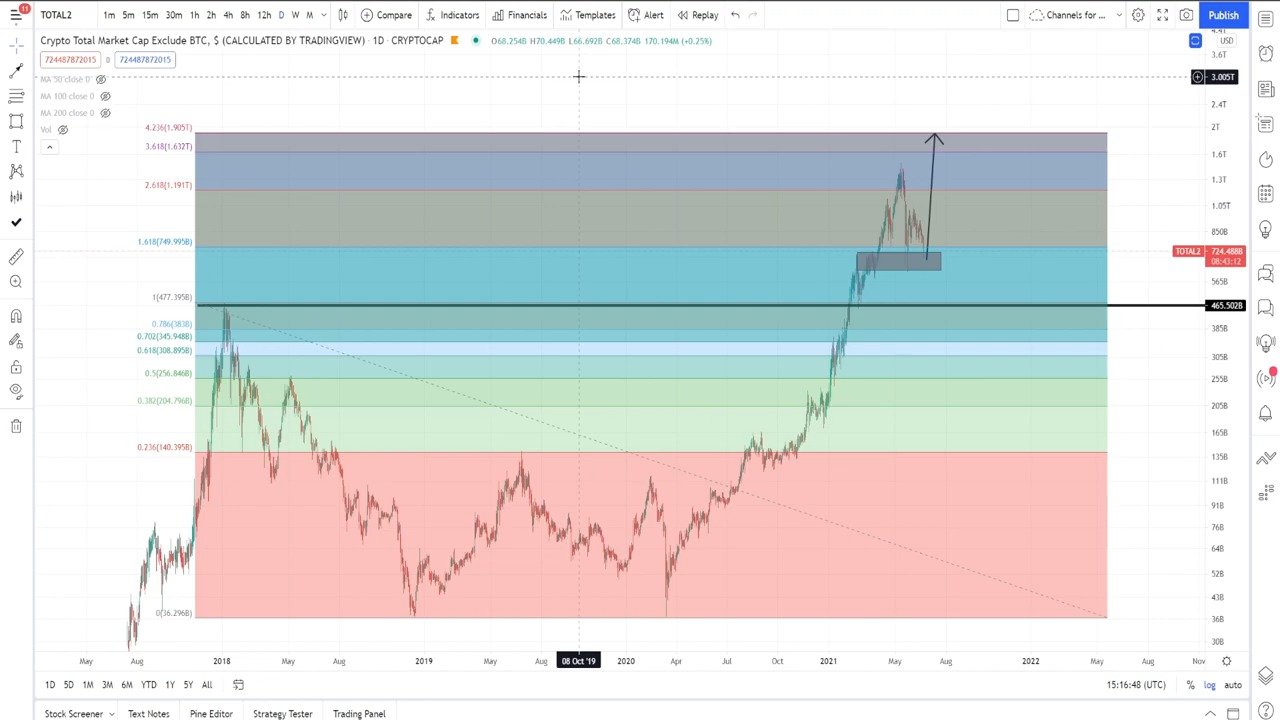 11
TOTAL2
1m 5m 15m 30m 1h 2h 4h 8h 12h D W M
Compare
Indicators
Financials
Templates
Alert
Replay
Channels for ...
Publish
Crypto Total Market Cap Exclude BTC, $ (CALCULATED BY TRADINGVIEW) · 1D · CRYPTOCAP
O68.254B H70.449B L66.692B C68.374B 170.194M (+0.25%)
USD
724487872015 0 724487872015
MA 50 close 0
MA 100 close 0
MA 200 close 0
Vol
4.236(1.905T)
3.618(1.632T)
2.618(1.191T)
1.618(749.995B)
1(477.395B)
0.786(383B)
0.702(345.948B)
0.618(308.895B)
0.5(256.846B)
0.382(204.796B)
0.236(140.395B)
0(36.296B)
4.4T
3.6T
3.005T
2.4T
2T
1.6T
1.3T
1.05T
850B
TOTAL2 724.488B
08:43:12
565B
465.502B
385B
305B
255B
205B
165B
135B
111B
91B
76B
64B
52B
43B
36B
30B
May Aug 2018 May Aug 2019 May Aug 08 Oct '19 2020 Apr Jul Oct 2021 May Aug 2022 May Aug Nov
1D 5D 1M 3M 6M YTD 1Y 5Y All
15:16:48 (UTC) % log auto
Stock Screener Text Notes Pine Editor Strategy Tester Trading Panel